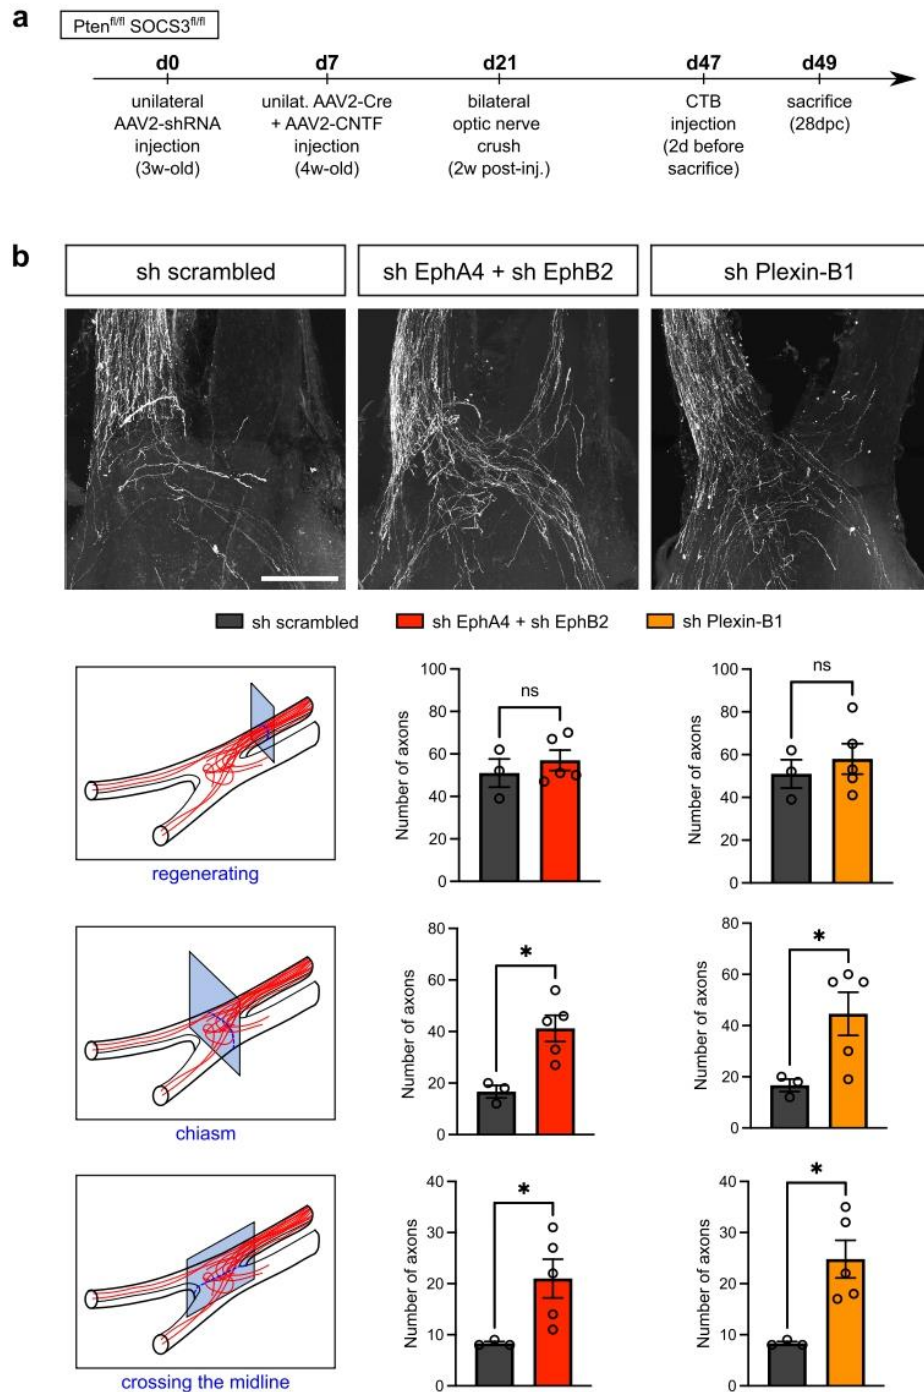 a
Pten^fl/fl SOCS3^fl/fl
d0
d7
d21
d47
d49
unilateral
AAV2-shRNA
injection
(3w-old)
unilat. AAV2-Cre
+ AAV2-CNTF
injection
(4w-old)
bilateral
optic nerve
crush
(2w post-inj.)
CTB
injection
(2d before
sacrifice)
sacrifice
(28dpc)
b
sh scrambled
sh EphA4 + sh EphB2
sh Plexin-B1
sh scrambled
sh EphA4 + sh EphB2
sh Plexin-B1
regenerating
Number of axons
100
80
60
40
20
0
ns
Number of axons
100
80
60
40
20
0
ns
chiasm
Number of axons
80
60
40
20
0
*
Number of axons
80
60
40
20
0
*
crossing the midline
Number of axons
40
30
20
10
0
*
Number of axons
40
30
20
10
0
*